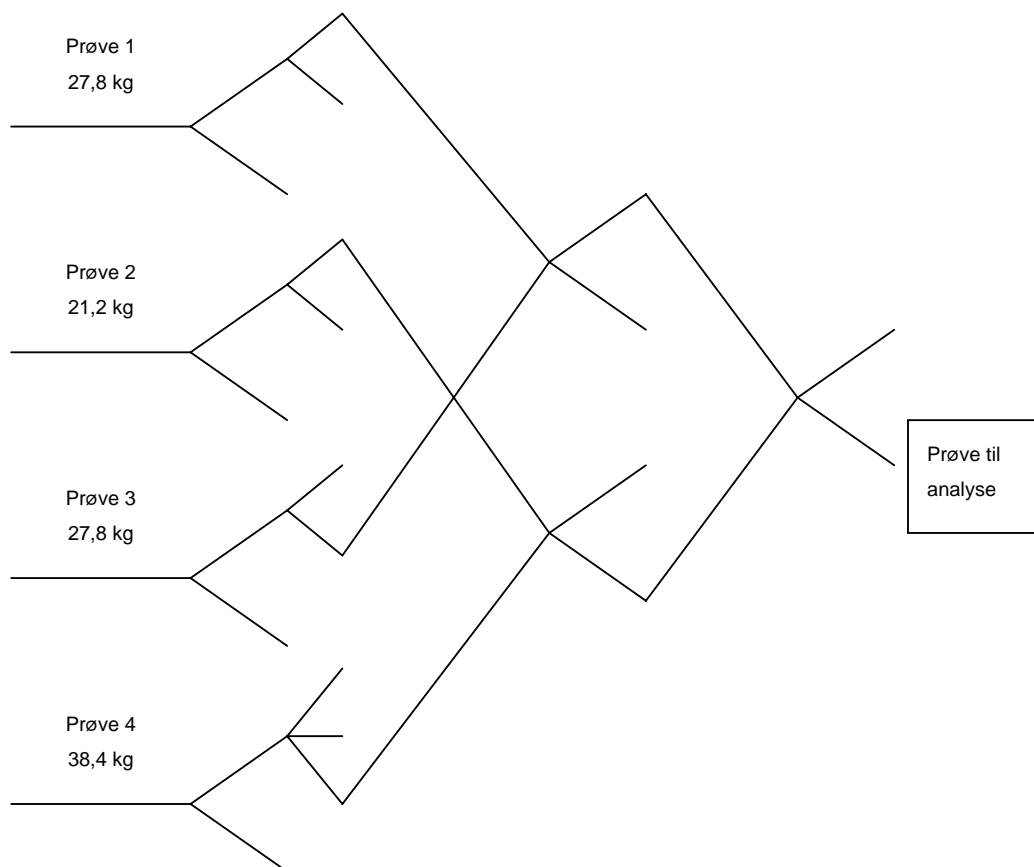 Prøve 1
27,8 kg
Prøve 2
21,2 kg
Prøve 3
27,8 kg
Prøve 4
38,4 kg
Prøve til
analyse